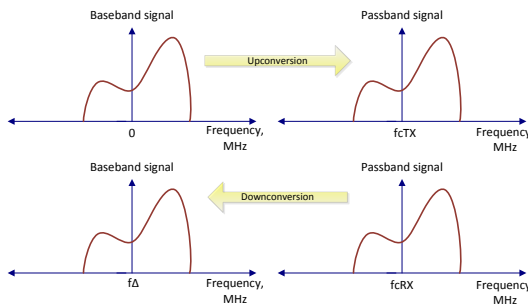 Baseband signal
Passband signal
Upconversion
0
Frequency,
MHz
fcTX
Frequency,
MHz
Baseband signal
Passband signal
Downconversion
fΔ
Frequency,
MHz
fcRX
Frequency,
MHz